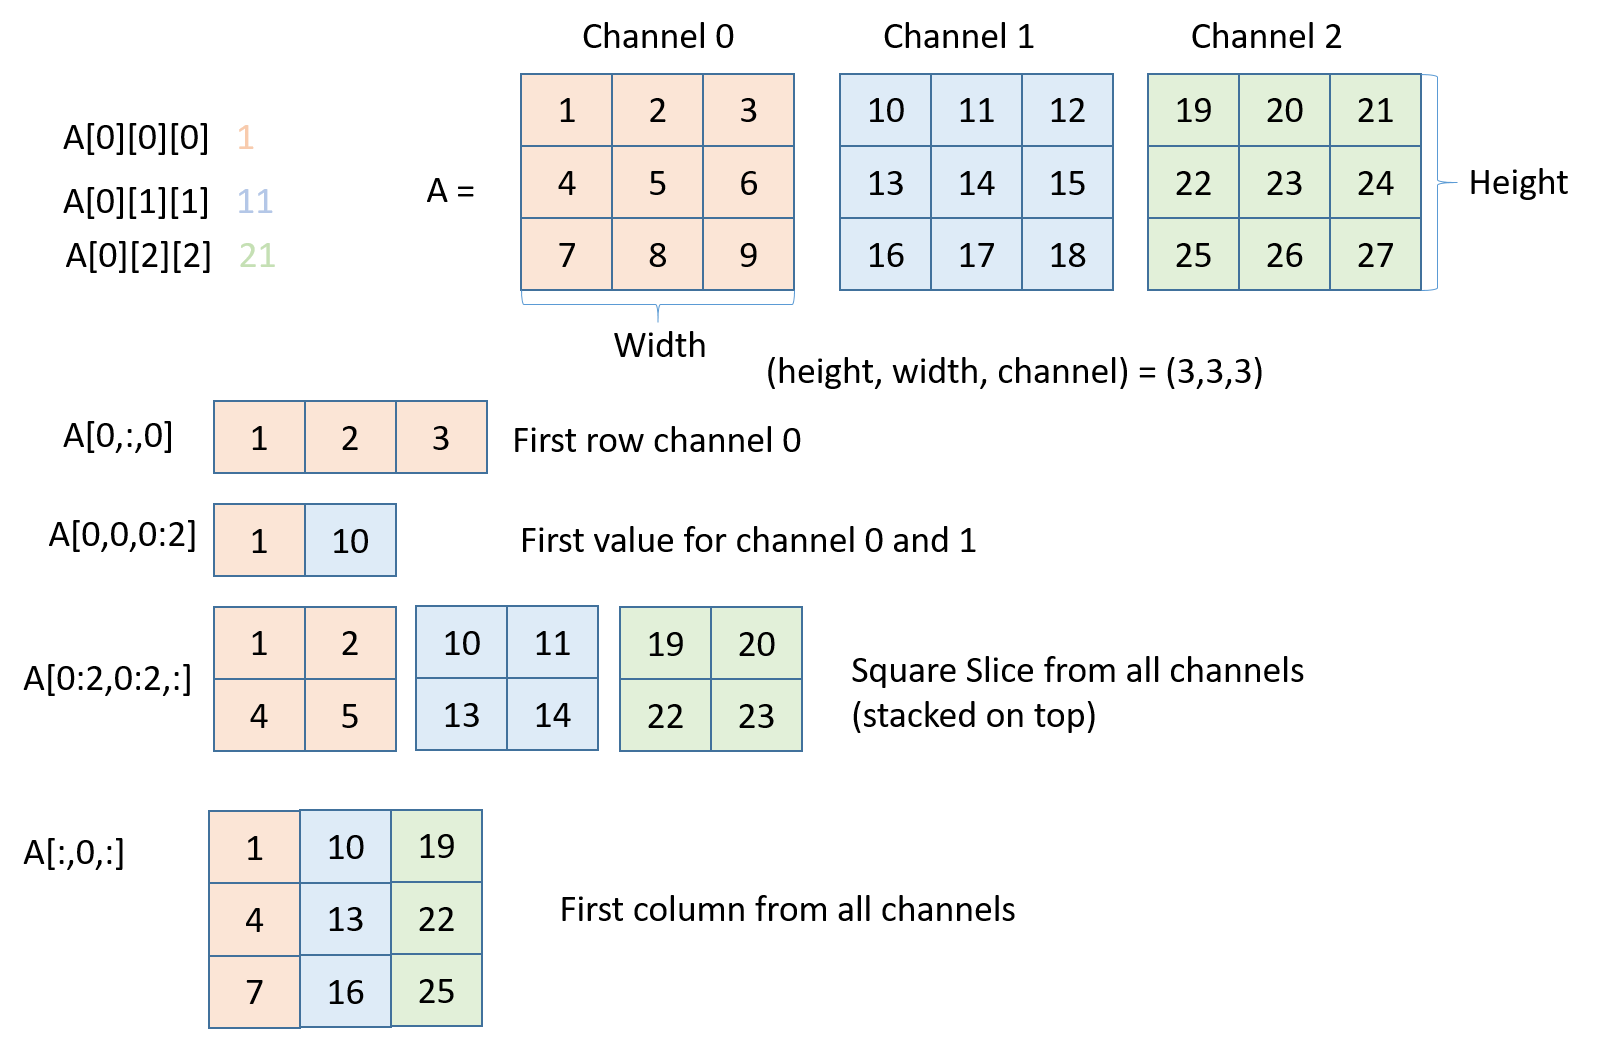 Channel 0 Channel 1 Channel 2
A[0][0][0] 1
A[0][1][1] 11
A[0][2][2] 21
A =
1 2 3
4 5 6
7 8 9
10 11 12
13 14 15
16 17 18
19 20 21
22 23 24
25 26 27
Height
Width
(height, width, channel) = (3,3,3)
A[0,:,0] 1 2 3 First row channel 0
A[0,0,0:2] 1 10 First value for channel 0 and 1
A[0:2,0:2,:]
1 2
4 5
10 11
13 14
19 20
22 23
Square Slice from all channels
(stacked on top)
A[:,0,:]
1 10 19
4 13 22
7 16 25
First column from all channels